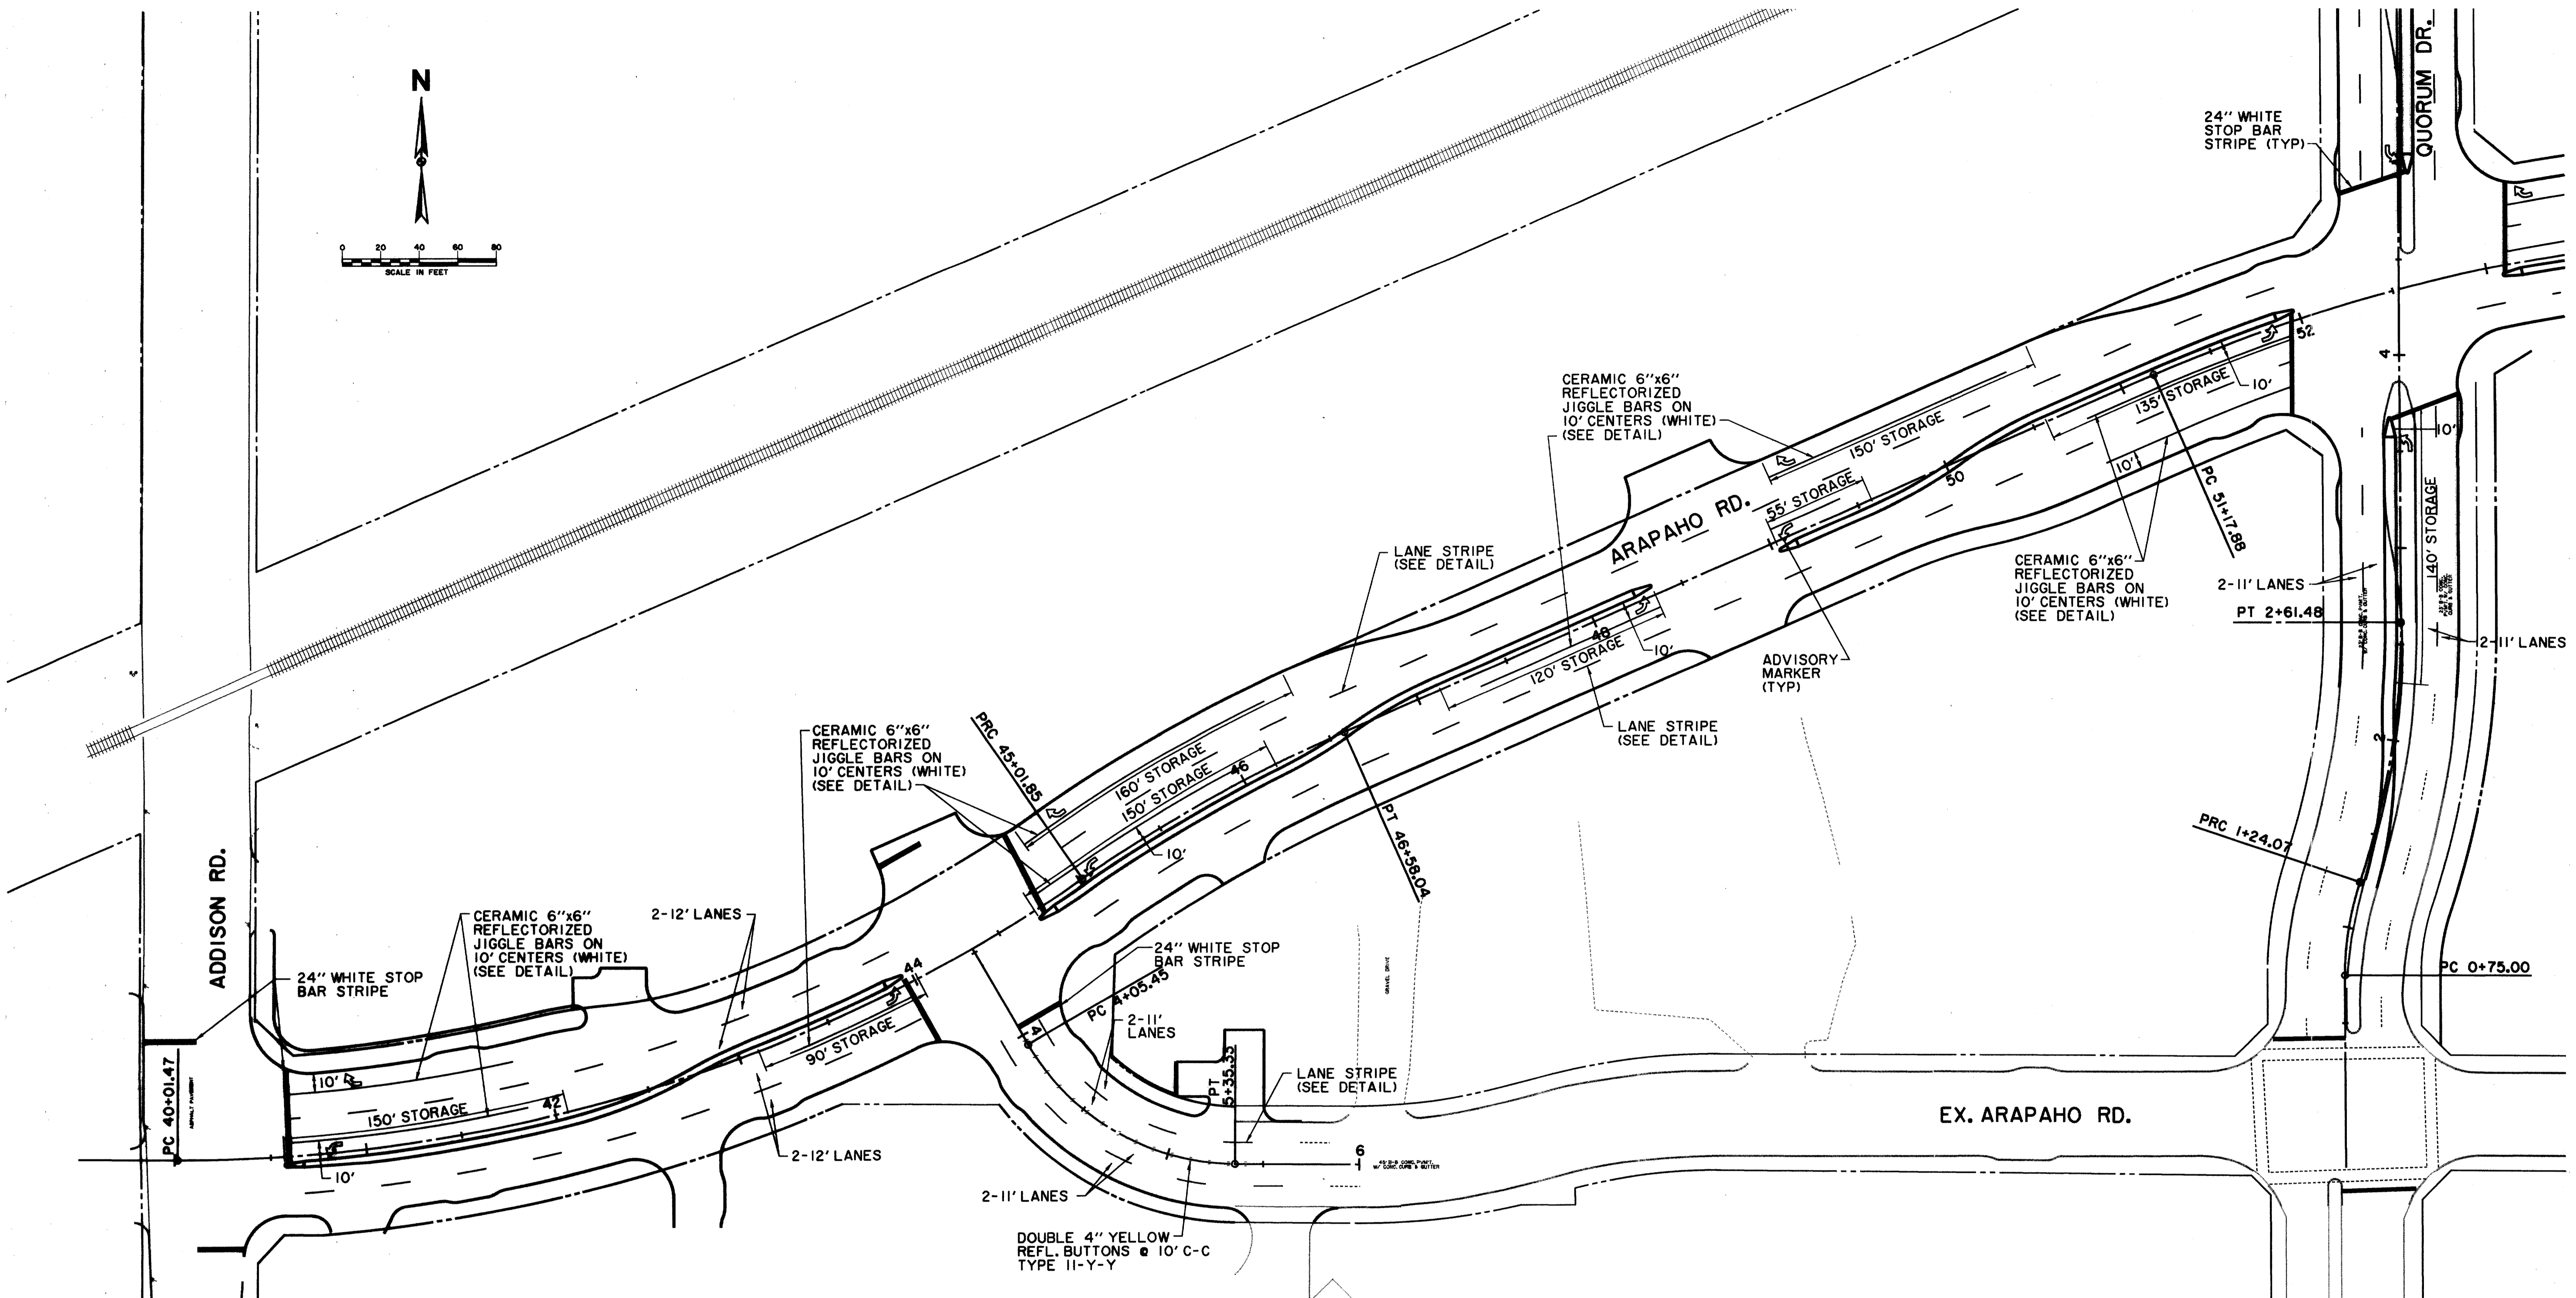 N
0 20 40 60 80
SCALE IN FEET
QUORUM DR.
24" WHITE
STOP BAR
STRIPE (TYP)
52
4
CERAMIC 6"x6"
REFLECTORIZED
JIGGLE BARS ON
10' CENTERS (WHITE)
(SEE DETAIL)
150' STORAGE
135' STORAGE
10'
10'
10'
55' STORAGE
50
PC 51+17.88
140' STORAGE
ARAPAHO RD.
LANE STRIPE
(SEE DETAIL)
CERAMIC 6"x6"
REFLECTORIZED
JIGGLE BARS ON
10' CENTERS (WHITE)
(SEE DETAIL)
2-11' LANES
PT 2+61.48
2-11' LANES
48
120' STORAGE
10'
ADVISORY
MARKER
(TYP)
LANE STRIPE
(SEE DETAIL)
2
PRC 45+01.85
CERAMIC 6"x6"
REFLECTORIZED
JIGGLE BARS ON
10' CENTERS (WHITE)
(SEE DETAIL)
160' STORAGE
150' STORAGE
46
10'
PT 46+58.04
PRC 1+24.07
ADDISON RD.
CERAMIC 6"x6"
REFLECTORIZED
JIGGLE BARS ON
10' CENTERS (WHITE)
(SEE DETAIL)
2-12' LANES
24" WHITE STOP
BAR STRIPE
44
24" WHITE STOP
BAR STRIPE
PC 4+05.45
4
GRAVEL DRIVE
PC 0+75.00
2-11'
LANES
90' STORAGE
PC 40+01.47
ASPHALT PAVEMENT
10'
150' STORAGE
42
10'
2-12' LANES
PT
5+35.33
LANE STRIPE
(SEE DETAIL)
EX. ARAPAHO RD.
6
2-11' LANES
DOUBLE 4" YELLOW
REFL. BUTTONS @ 10' C-C
TYPE II-Y-Y